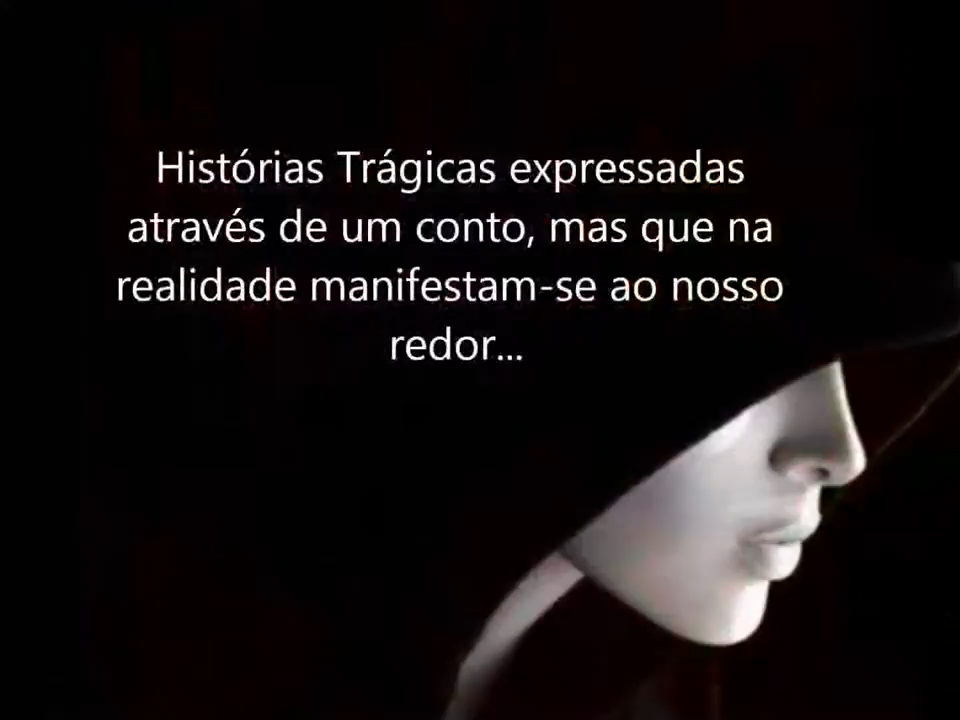 Histórias Trágicas expressadas
através de um conto, mas que na
realidade manifestam-se ao nosso
redor...